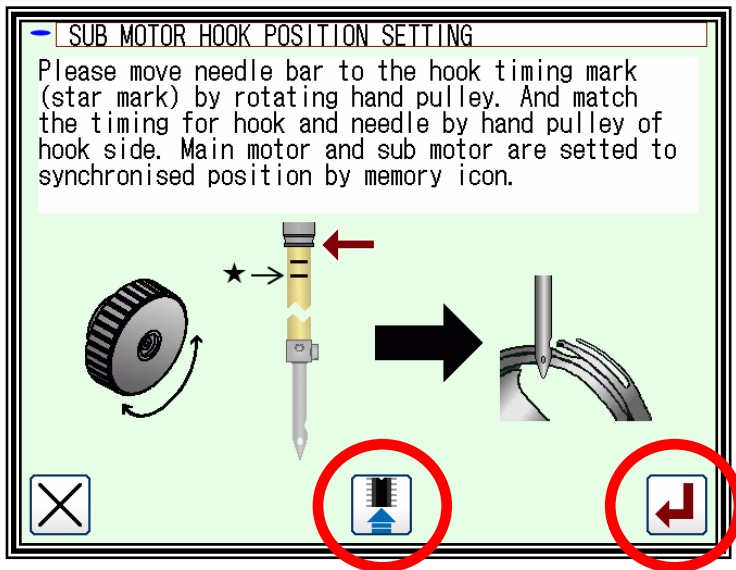 SUB MOTOR HOOK POSITION SETTING
Please move needle bar to the hook timing mark
(star mark) by rotating hand pulley. And match
the timing for hook and needle by hand pulley of
hook side. Main motor and sub motor are setted to
synchronised position by memory icon.